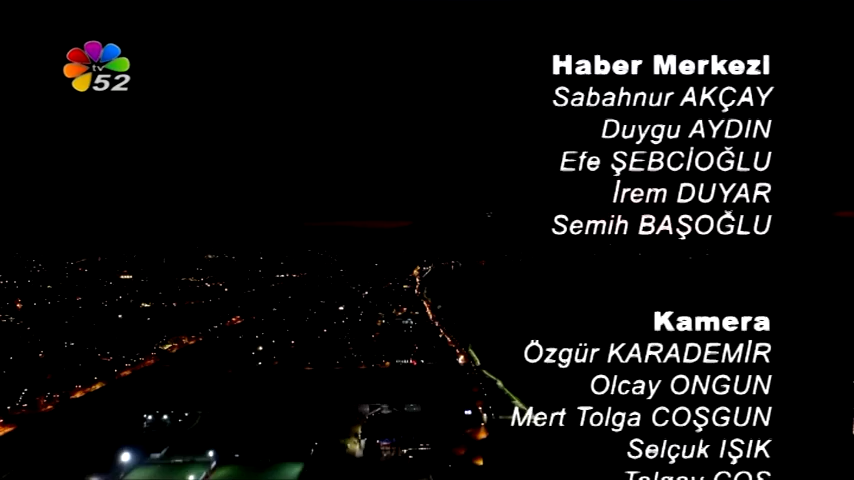 tv
52
Haber Merkezi
Sabahnur AKÇAY
Duygu AYDIN
Efe ŞEBCİOĞLU
İrem DUYAR
Semih BAŞOĞLU
Kamera
Özgür KARADEMİR
Olcay ONGUN
Mert Tolga COŞGUN
Selçuk IŞIK